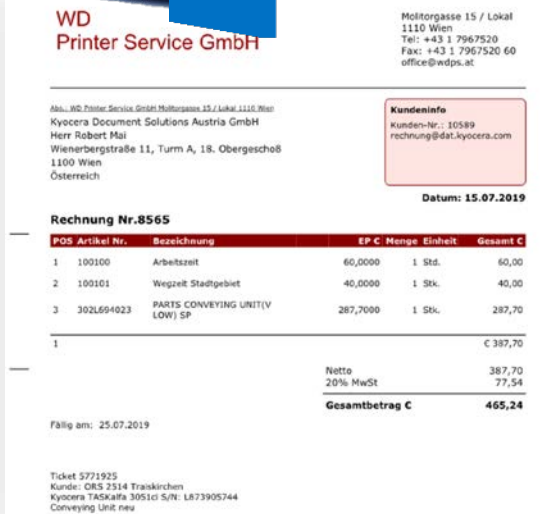 WD
Printer Service GmbH
Molitorgasse 15 / Lokal
1110 Wien
Tel: +43 1 7967520
Fax: +43 1 7967520 60
office@wdps.at
Abs.: WD Printer Service GmbH Molitorgasse 15 / Lokal 1110 Wien
Kyocera Document Solutions Austria GmbH
Herr Robert Mai
Wienerbergstraße 11, Turm A, 18. Obergeschoß
1100 Wien
Österreich
Kundeninfo
Kunden-Nr.: 10589
rechnung@dat.kyocera.com
Datum: 15.07.2019
Rechnung Nr.8565
POS Artikel Nr. Bezeichnung EP € Menge Einheit Gesamt €
1 100100 Arbeitszeit 60,0000 1 Std. 60,00
2 100101 Wegzeit Stadtgebiet 40,0000 1 Stk. 40,00
3 302L694023 PARTS CONVEYING UNIT(V 287,7000 1 Stk. 287,70
LOW) SP
1 € 387,70
Netto 387,70
20% MwSt 77,54
Gesamtbetrag € 465,24
Fällig am: 25.07.2019
Ticket 5771925
Kunde: ORS 2514 Traiskirchen
Kyocera TASKalfa 3051ci S/N: L873905744
Conveying Unit neu